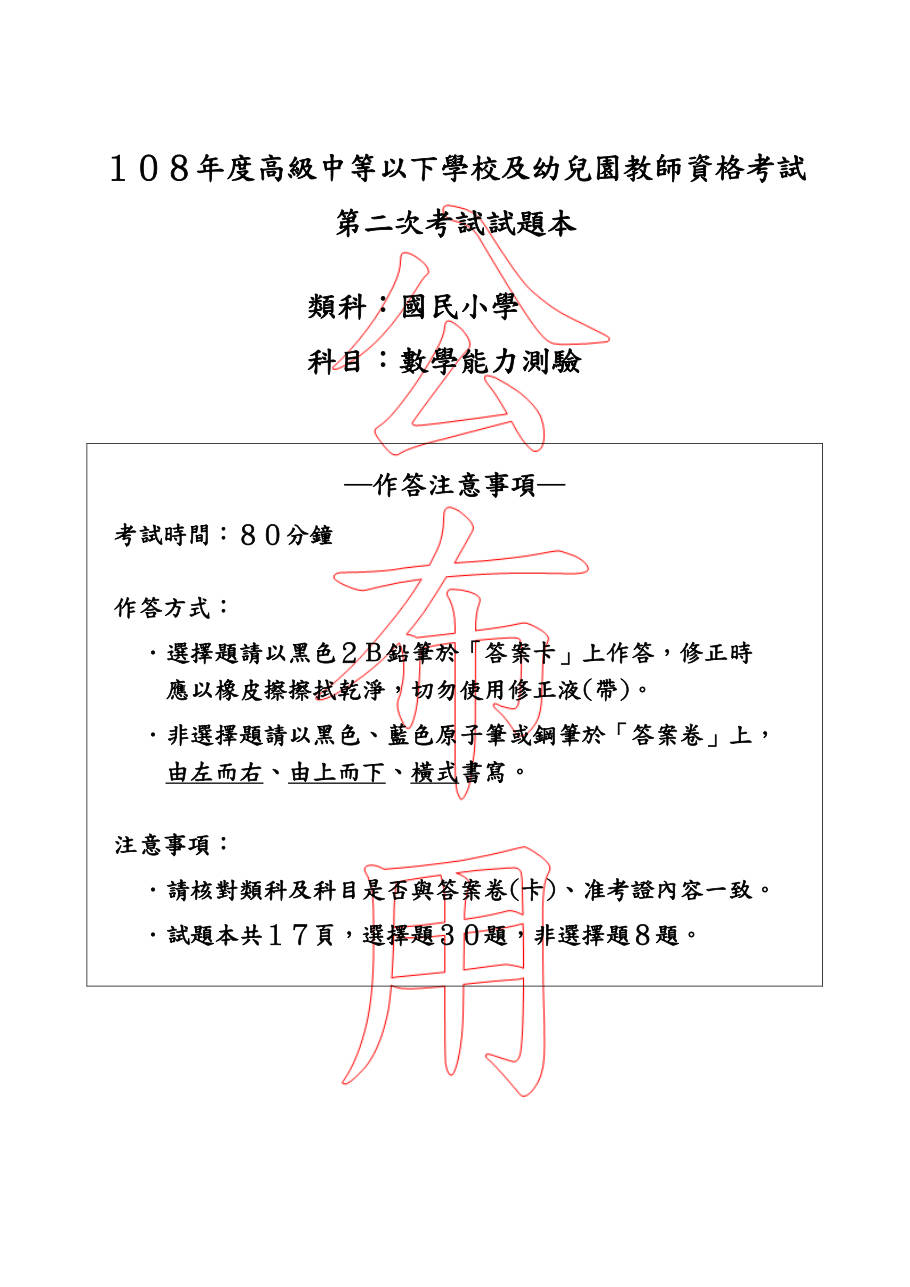 １０８年度高級中等以下學校及幼兒園教師資格考試
第二次考試試題本
類科：國民小學
科目：數學能力測驗
—作答注意事項—
考試時間：８０分鐘
作答方式：
．選擇題請以黑色２Ｂ鉛筆於「答案卡」上作答，修正時
應以橡皮擦擦拭乾淨，切勿使用修正液(帶)。
．非選擇題請以黑色、藍色原子筆或鋼筆於「答案卷」上，
由左而右、由上而下、橫式書寫。
注意事項：
．請核對類科及科目是否與答案卷(卡)、准考證內容一致。
．試題本共１７頁，選擇題３０題，非選擇題８題。
公布用